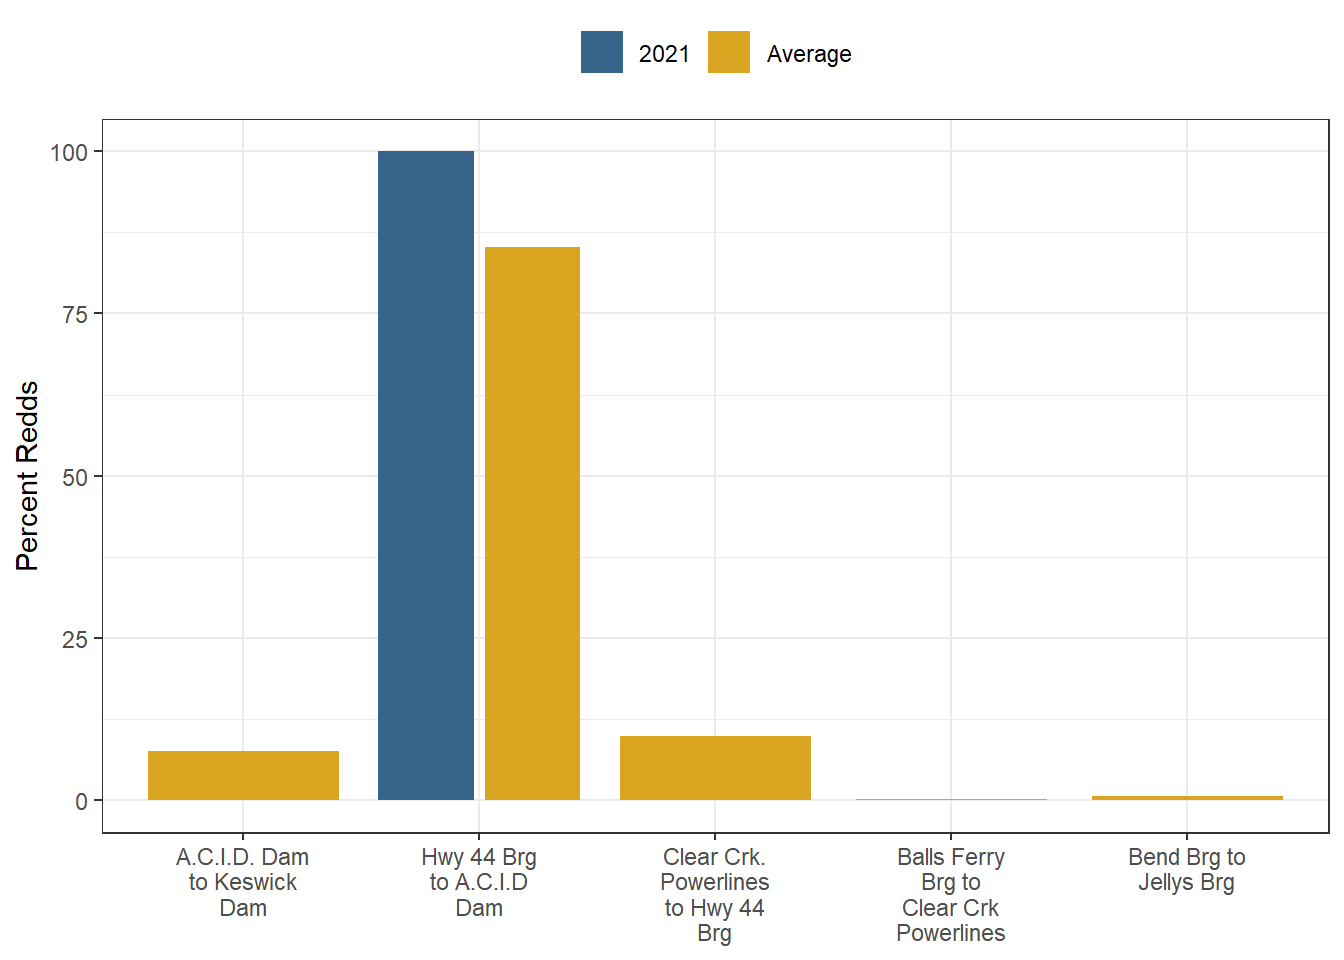 2021 Average
100
75
50
25
0
Percent Redds
A.C.I.D. Dam
to Keswick
Dam
Hwy 44 Brg
to A.C.I.D
Dam
Clear Crk.
Powerlines
to Hwy 44
Brg
Balls Ferry
Brg to
Clear Crk
Powerlines
Bend Brg to
Jellys Brg